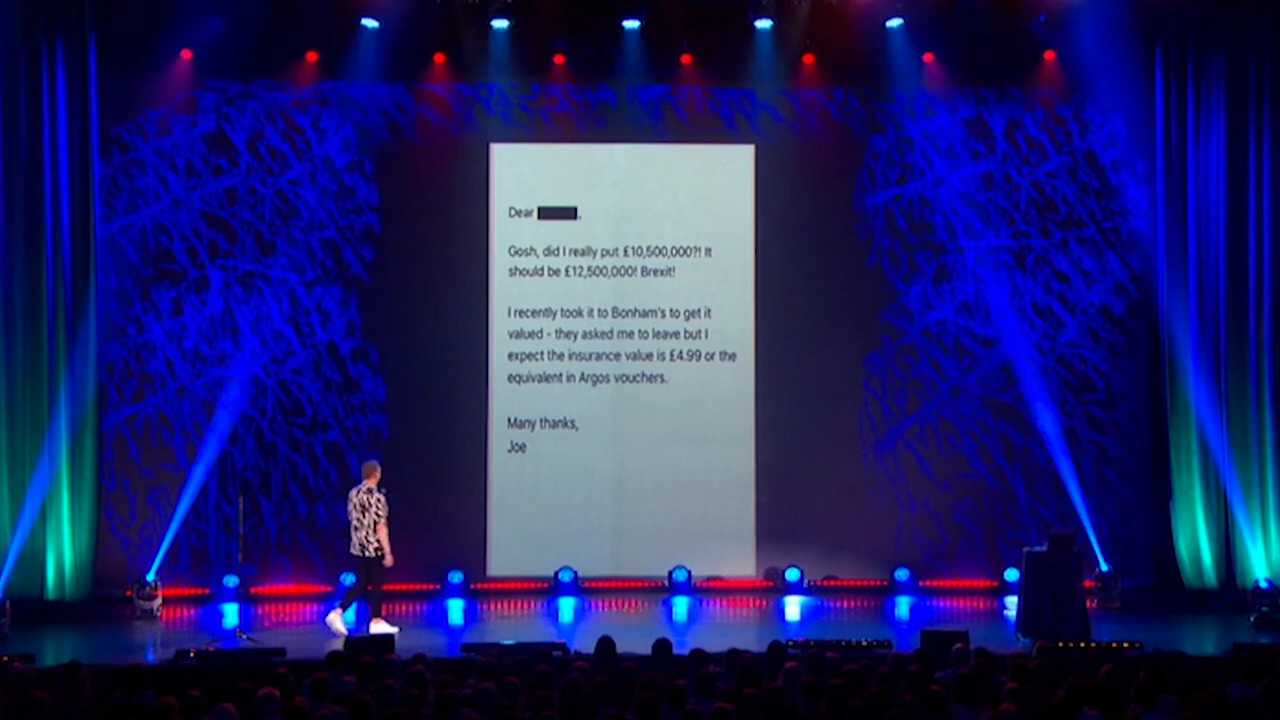 Dear
Gosh, did I really put £10,500,000?! It
should be £12,500,000! Brexit!
I recently took it to Bonham's to get it
valued - they asked me to leave but I
expect the insurance value is £4.99 or the
equivalent in Argos vouchers.
Many thanks,
Joe